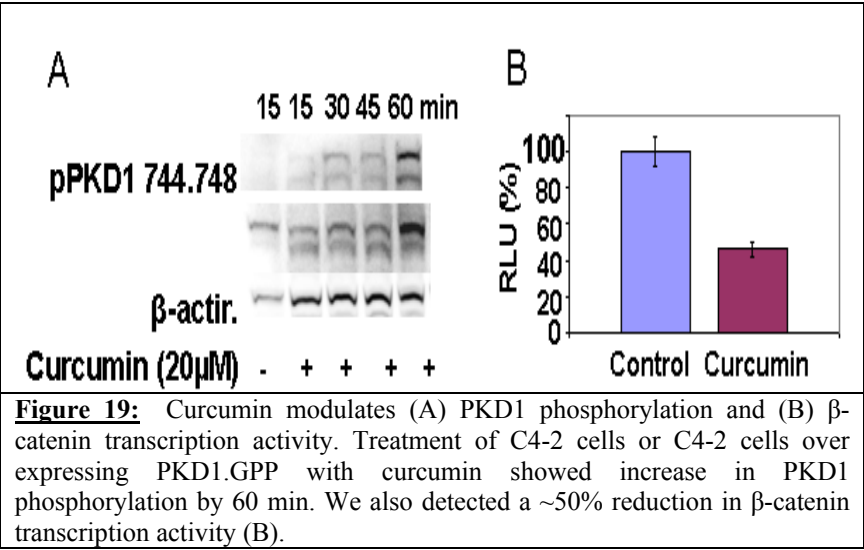 A
15 15 30 45 60 min
pPKD1 744.748
β-actir.
Curcumin (20µM) - + + + +
B
RLU (%)
100
80
60
40
20
0
Control Curcumin
Figure 19: Curcumin modulates (A) PKD1 phosphorylation and (B) β-
catenin transcription activity. Treatment of C4-2 cells or C4-2 cells over
expressing PKD1.GPP with curcumin showed increase in PKD1
phosphorylation by 60 min. We also detected a ~50% reduction in β-catenin
transcription activity (B).